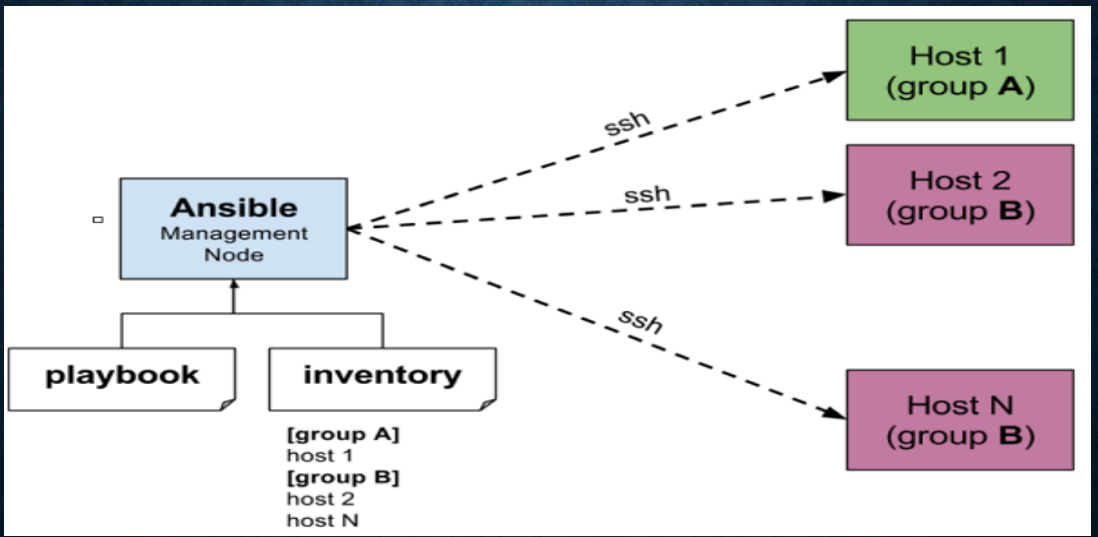 Host 1
(group A)
ssh
Host 2
(group B)
ssh
Ansible
Management
Node
ssh
playbook
inventory
Host N
(group B)
[group A]
host 1
[group B]
host 2
host N